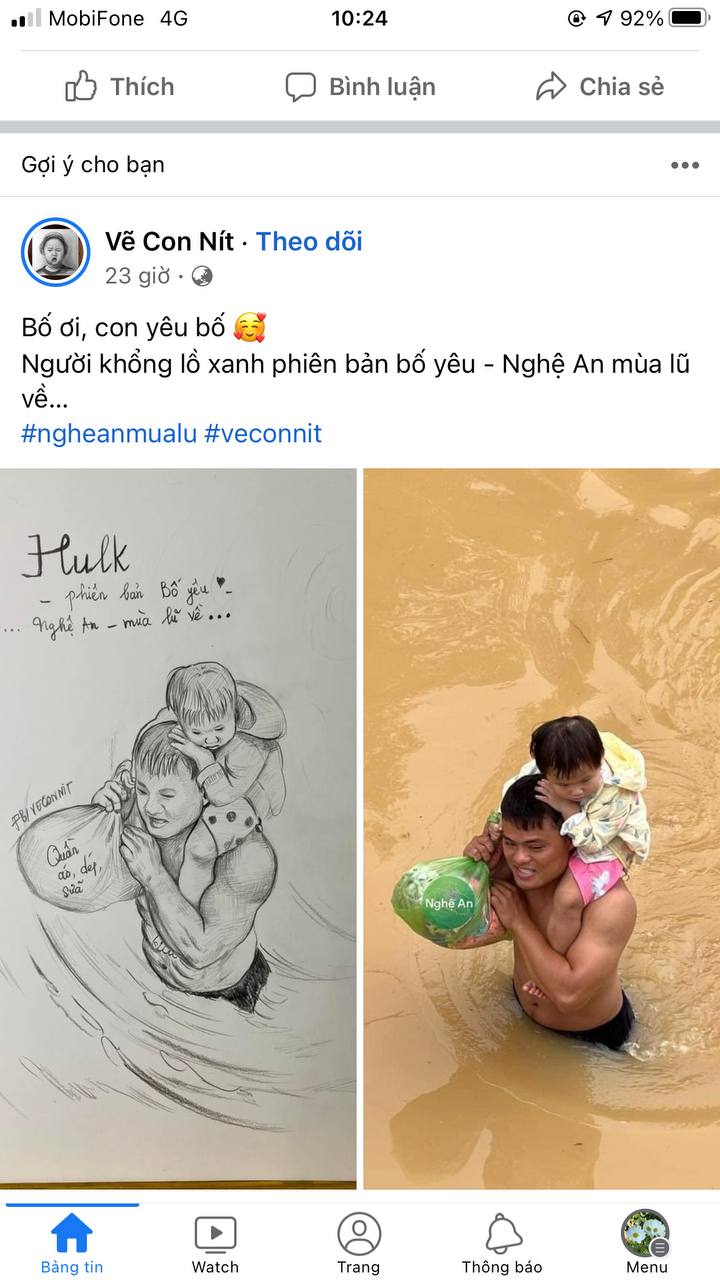 MobiFone 4G 10:24 92%
Thích Bình luận Chia sẻ
Gợi ý cho bạn
Vẽ Con Nít · Theo dõi
23 giờ ·
Bố ơi, con yêu bố 🥰
Người khổng lồ xanh phiên bản bố yêu - Nghệ An mùa lũ
về...
#ngheanmualu #veconnit
Hulk
- phiên bản Bố yêu ♥ -
... Nghệ An - mùa lũ về...
FB/VECONNIT
Quần
áo, dép,
sữa
Nghệ An
Bảng tin Watch Trang Thông báo Menu